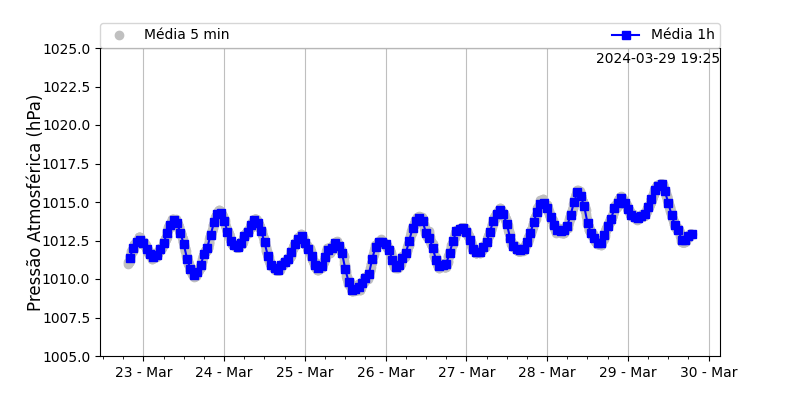 Média 5 min
Média 1h
2024-03-29 19:25
Pressão Atmosférica (hPa)
1025.0
1022.5
1020.0
1017.5
1015.0
1012.5
1010.0
1007.5
1005.0
23 - Mar
24 - Mar
25 - Mar
26 - Mar
27 - Mar
28 - Mar
29 - Mar
30 - Mar